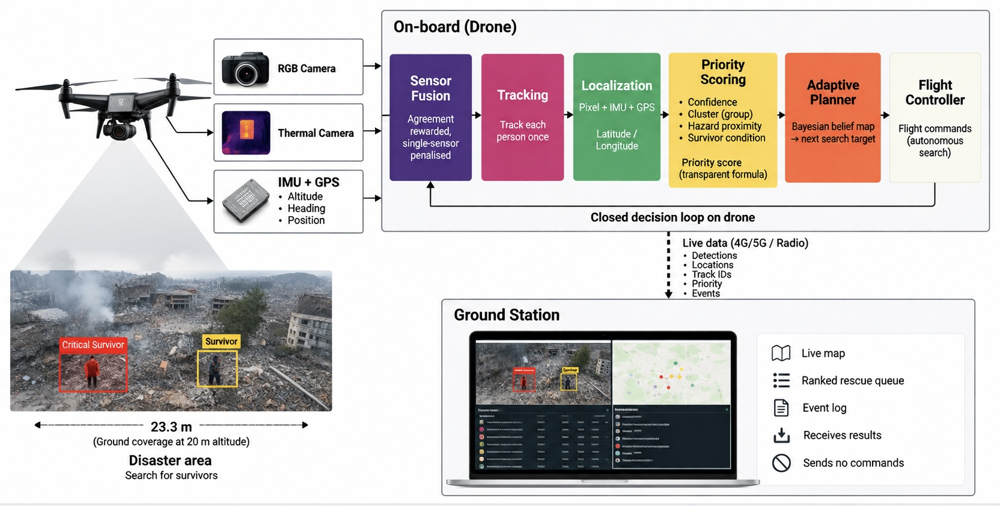 On-board (Drone)
RGB Camera
Thermal Camera
IMU + GPS
• Altitude
• Heading
• Position
Sensor
Fusion
Agreement
rewarded,
single-sensor
penalised
Tracking
Track each
person once
Localization
Pixel + IMU + GPS
Latitude /
Longitude
Priority
Scoring
• Confidence
• Cluster (group)
• Hazard proximity
• Survivor condition
Priority score
(transparent formula)
Adaptive
Planner
Bayesian belief map
→ next search target
Flight
Controller
Flight commands
(autonomous
search)
Closed decision loop on drone
Live data (4G/5G / Radio)
• Detections
• Locations
• Track IDs
• Priority
• Events
Critical Survivor
Survivor
23.3 m
(Ground coverage at 20 m altitude)
Disaster area
Search for survivors
Ground Station
Live map
Ranked rescue queue
Event log
Receives results
Sends no commands